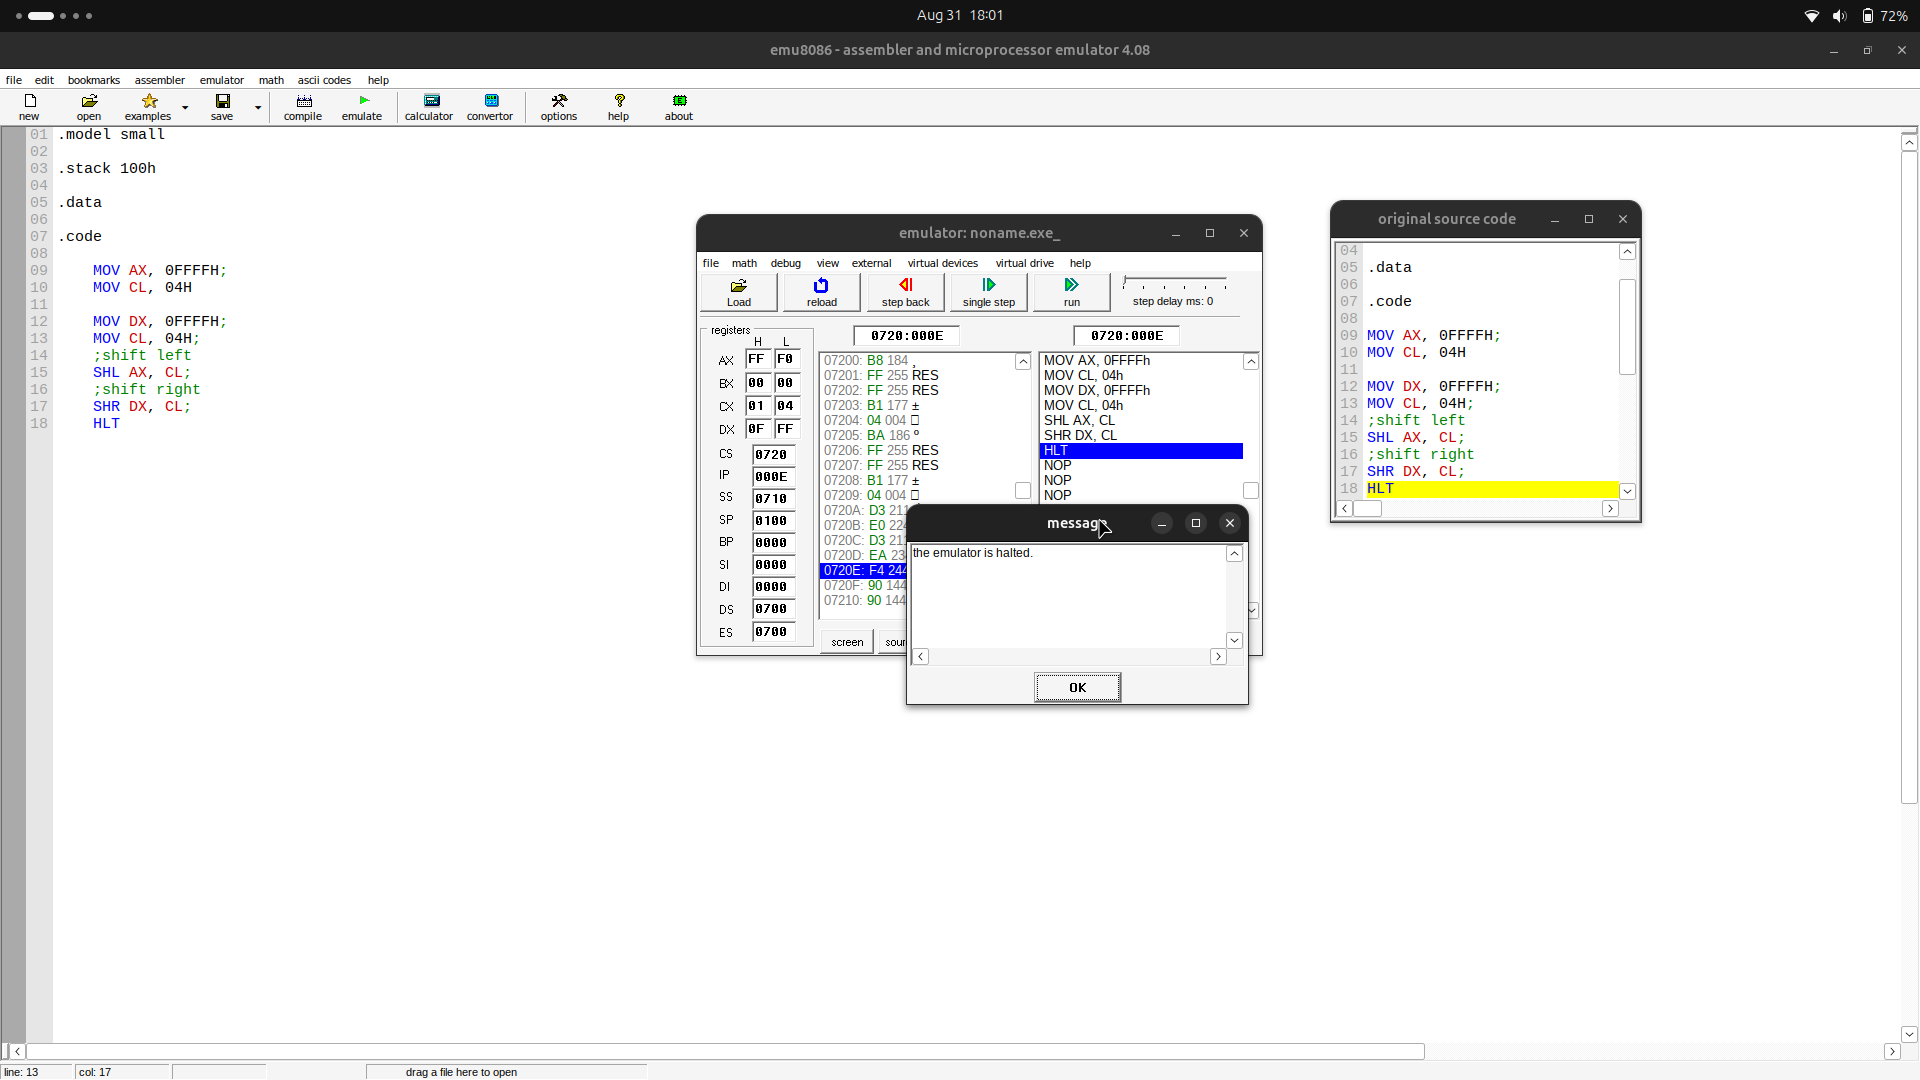 Aug 31 18:01
72%
emu8086 - assembler and microprocessor emulator 4.08
file edit bookmarks assembler emulator math ascii codes help
new open examples save compile emulate calculator convertor options help about
01 .model small
02
03 .stack 100h
04
05 .data
06
07 .code
08
09 MOV AX, 0FFFFH;
10 MOV CL, 04H
11
12 MOV DX, 0FFFFH;
13 MOV CL, 04H;
14 ;shift left
15 SHL AX, CL;
16 ;shift right
17 SHR DX, CL;
18 HLT
emulator: noname.exe_
file math debug view external virtual devices virtual drive help
Load reload step back single step run step delay ms: 0
registers
H L
AX FF F0
BX 00 00
CX 01 04
DX 0F FF
CS 0720
IP 000E
SS 0710
SP 0100
BP 0000
SI 0000
DI 0000
DS 0700
ES 0700
0720:000E
0720:000E
07200: B8 184 ¸
07201: FF 255 RES
07202: FF 255 RES
07203: B1 177 ±
07204: 04 004 □
07205: BA 186 º
07206: FF 255 RES
07207: FF 255 RES
07208: B1 177 ±
07209: 04 004 □
0720A: D3 211
0720B: E0 224
0720C: D3 211
0720D: EA 23
0720E: F4 244
0720F: 90 144
07210: 90 144
MOV AX, 0FFFFh
MOV CL, 04h
MOV DX, 0FFFFh
MOV CL, 04h
SHL AX, CL
SHR DX, CL
HLT
NOP
NOP
NOP
screen
message
the emulator is halted.
OK
original source code
04
05 .data
06
07 .code
08
09 MOV AX, 0FFFFH;
10 MOV CL, 04H
11
12 MOV DX, 0FFFFH;
13 MOV CL, 04H;
14 ;shift left
15 SHL AX, CL;
16 ;shift right
17 SHR DX, CL;
18 HLT
line: 13 col: 17 drag a file here to open